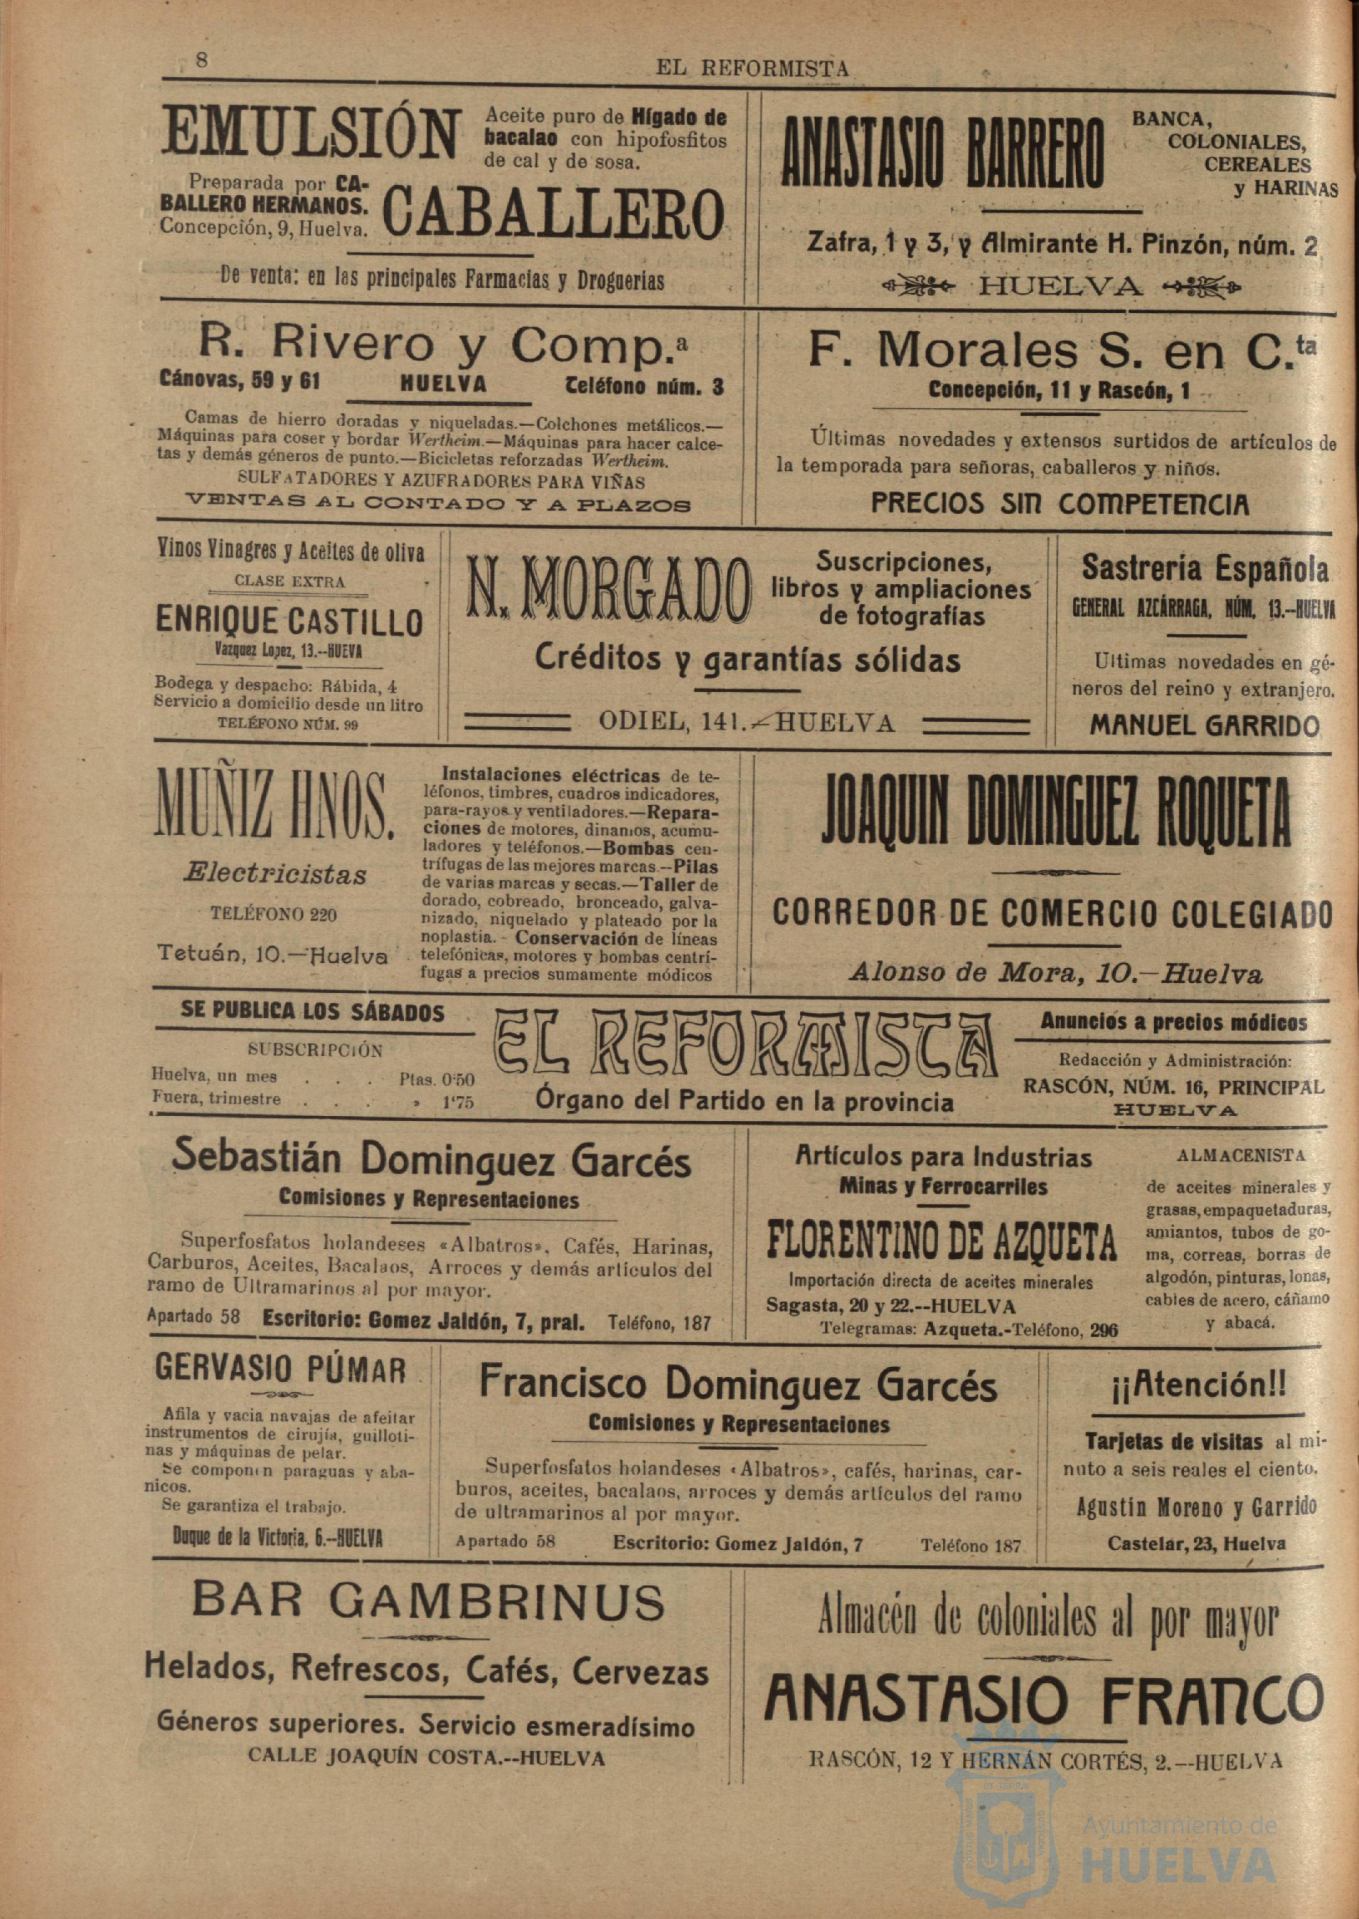 8
EL REFORMISTA
EMULSIÓN
Aceite puro de Hígado de
bacalao con hipofosfitos
de cal y de sosa.
Preparada por CA-
BALLERO HERMANOS.
Concepción, 9, Huelva.
CABALLERO
De venta: en las principales Farmacias y Droguerias
ANASTASIO BARRERO
BANCA,
COLONIALES,
CEREALES
y HARINAS
Zafra, 1 y 3, y Almirante H. Pinzón, núm. 2
HUELVA
R. Rivero y Comp.ª
Cánovas, 59 y 61 HUELVA Teléfono núm. 3
Camas de hierro doradas y niqueladas.—Colchones metálicos.—
Máquinas para coser y bordar Wertheim.—Máquinas para hacer calce-
tas y demás géneros de punto.—Bicicletas reforzadas Wertheim.
SULFATADORES Y AZUFRADORES PARA VIÑAS
VENTAS AL CONTADO Y A PLAZOS
F. Morales S. en C.ta
Concepción, 11 y Rascón, 1
Últimas novedades y extensos surtidos de artículos de
la temporada para señoras, caballeros y niños.
PRECIOS SIN COMPETENCIA
Vinos Vinagres y Aceites de oliva
CLASE EXTRA
ENRIQUE CASTILLO
Vazquez Lopez, 13.--HUEVA
Bodega y despacho: Rábida, 4
Servicio a domicilio desde un litro
TELÉFONO NÚM. 99
N. MORGADO
Suscripciones,
libros y ampliaciones
de fotografías
Créditos y garantías sólidas
ODIEL, 141.—HUELVA
Sastrería Española
GENERAL AZCÁRRAGA, NÚM, 13.--HUELVA
Ultimas novedades en gé-
neros del reino y extranjero.
MANUEL GARRIDO
MUÑIZ HNOS.
Electricistas
TELÉFONO 220
Tetuán, 10.—Huelva
Instalaciones eléctricas de te-
léfonos, timbres, cuadros indicadores,
para-rayos y ventiladores.—Repara-
ciones de motores, dinamos, acumu-
ladores y teléfonos.—Bombas cen-
trífugas de las mejores marcas.—Pilas
de varias marcas y secas.—Taller de
dorado, cobreado, bronceado, galva-
nizado, niquelado y plateado por la
noplastia. - Conservación de líneas
telefónicas, motores y bombas centrí-
fugas a precios sumamente módicos
JOAQUIN DOMINGUEZ ROQUETA
CORREDOR DE COMERCIO COLEGIADO
Alonso de Mora, 10.—Huelva
SE PUBLICA LOS SÁBADOS
SUBSCRIPCIÓN
Huelva, un mes . . . Ptas. 0'50
Fuera, trimestre . . . » 1'75
EL REFORMISTA
Órgano del Partido en la provincia
Anuncios a precios módicos
Redacción y Administración:
RASCÓN, NÚM. 16, PRINCIPAL
HUELVA
Sebastián Dominguez Garcés
Comisiones y Representaciones
Superfosfatos holandeses «Albatros», Cafés, Harinas,
Carburos, Aceites, Bacalaos, Arroces y demás artículos del
ramo de Ultramarinos al por mayor.
Apartado 58 Escritorio: Gomez Jaldón, 7, pral. Teléfono, 187
Artículos para Industrias
Minas y Ferrocarriles
FLORENTINO DE AZQUETA
Importación directa de aceites minerales
Sagasta, 20 y 22.--HUELVA
Telegramas: Azqueta.-Teléfono, 296
ALMACENISTA
de aceites minerales y
grasas, empaquetaduras,
amiantos, tubos de go-
ma, correas, borras de
algodón, pinturas, lonas,
cables de acero, cáñamo
y abacá.
GERVASIO PÚMAR
Afila y vacia navajas de afeitar
instrumentos de cirujía, guilloti-
nas y máquinas de pelar.
Se componen paraguas y aba-
nicos.
Se garantiza el trabajo.
Duque de la Victoria, 6.--HUELVA
Francisco Dominguez Garcés
Comisiones y Representaciones
Superfosfatos holandeses «Albatros», cafés, harinas, car-
buros, aceites, bacalaos, arroces y demás artículos del ramo
de ultramarinos al por mayor.
Apartado 58 Escritorio: Gomez Jaldón, 7 Teléfono 187
¡¡Atención!!
Tarjetas de visitas al mi-
nuto a seis reales el ciento.
Agustín Moreno y Garrido
Castelar, 23, Huelva
BAR GAMBRINUS
Helados, Refrescos, Cafés, Cervezas
Géneros superiores. Servicio esmeradísimo
CALLE JOAQUÍN COSTA.--HUELVA
Almacén de coloniales al por mayor
ANASTASIO FRANCO
RASCÓN, 12 Y HERNÁN CORTÉS, 2.--HUELVA
Ayuntamiento de
HUELVA